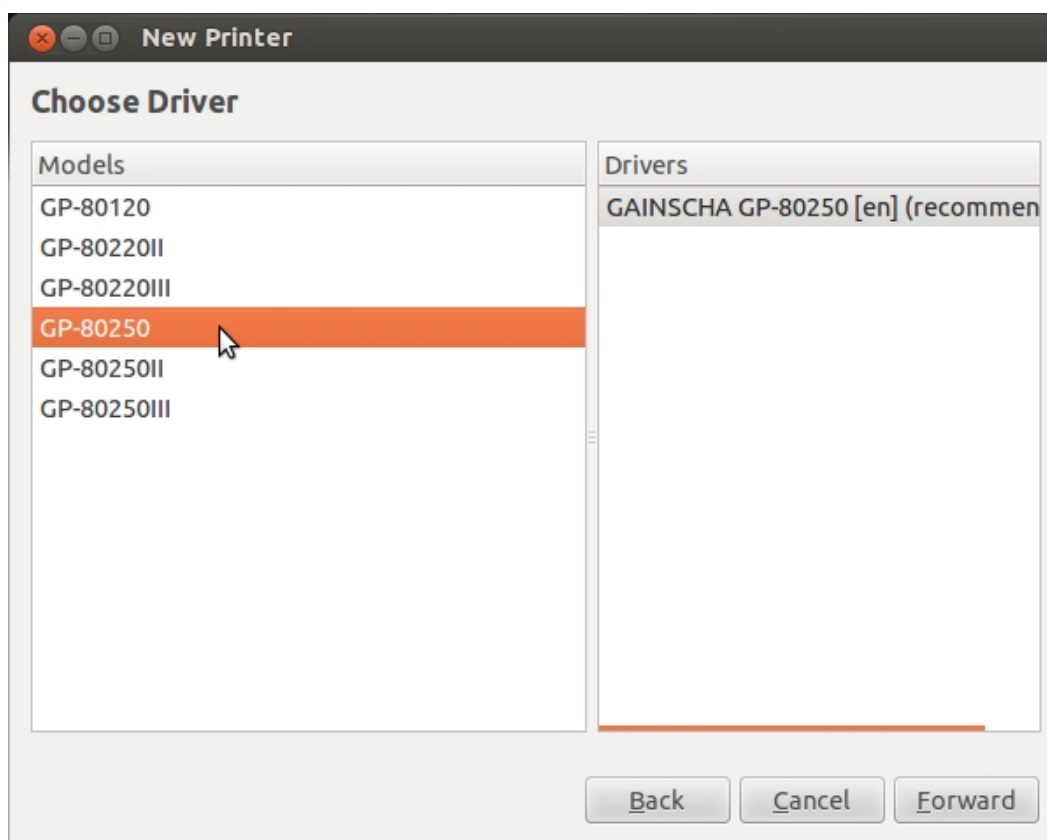 New Printer
Choose Driver
Models
GP-80120
GP-80220II
GP-80220III
GP-80250
GP-80250II
GP-80250III
Drivers
GAINSCHA GP-80250 [en] (recommen
Back
Cancel
Forward